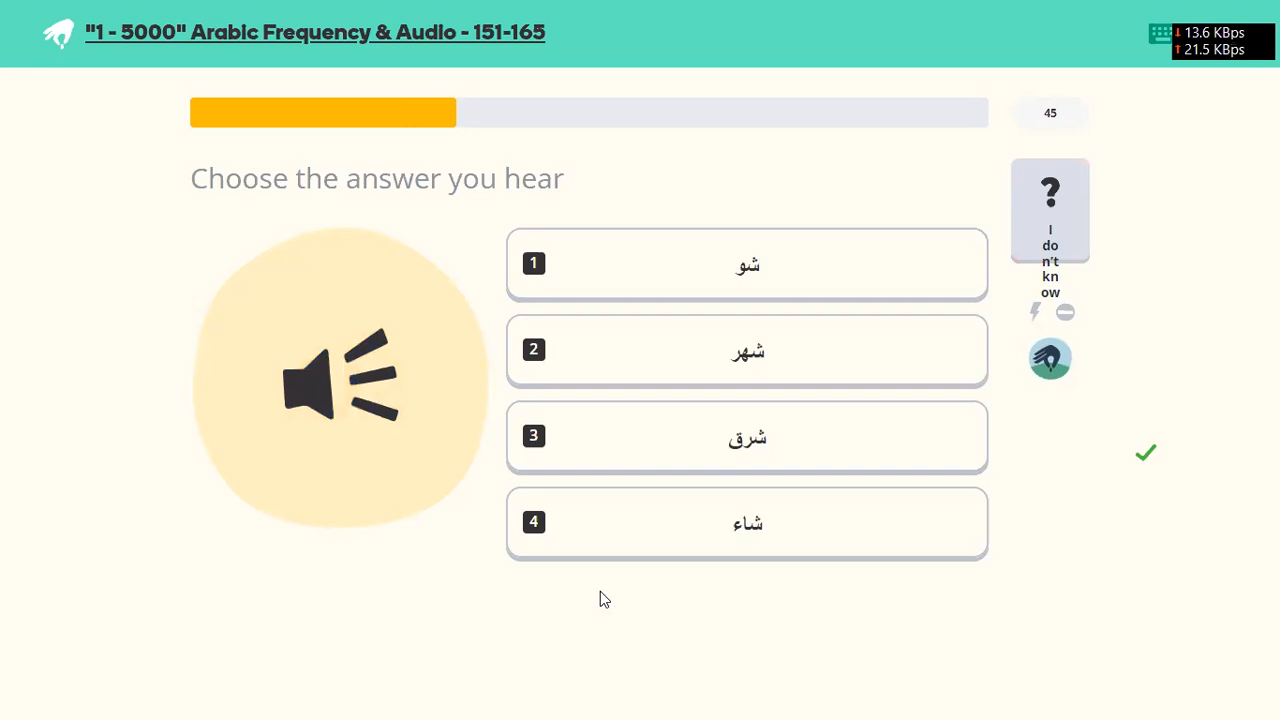 "1 - 5000" Arabic Frequency & Audio - 151-165
↓ 13.6 KBps
↑ 21.5 KBps
45
Choose the answer you hear
?
I
do
n't
kn
ow
1 شو
2 شهر
3 شرق
4 شاء